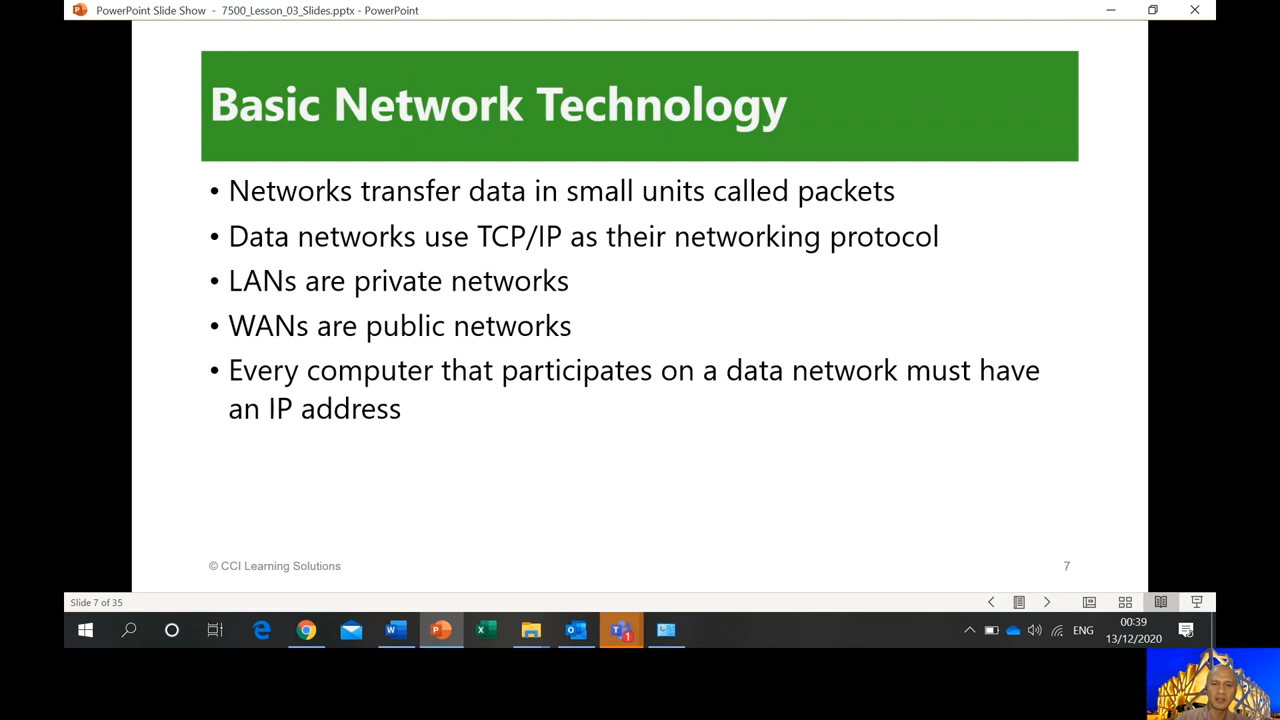 PowerPoint Slide Show - 7500_Lesson_03_Slides.pptx - PowerPoint
Basic Network Technology
• Networks transfer data in small units called packets
• Data networks use TCP/IP as their networking protocol
• LANs are private networks
• WANs are public networks
• Every computer that participates on a data network must have
an IP address
© CCI Learning Solutions
7
Slide 7 of 35
ENG
00:39
13/12/2020
1